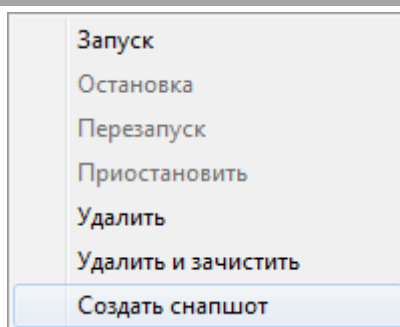 Запуск
Остановка
Перезапуск
Приостановить
Удалить
Удалить и зачистить
Создать снапшот